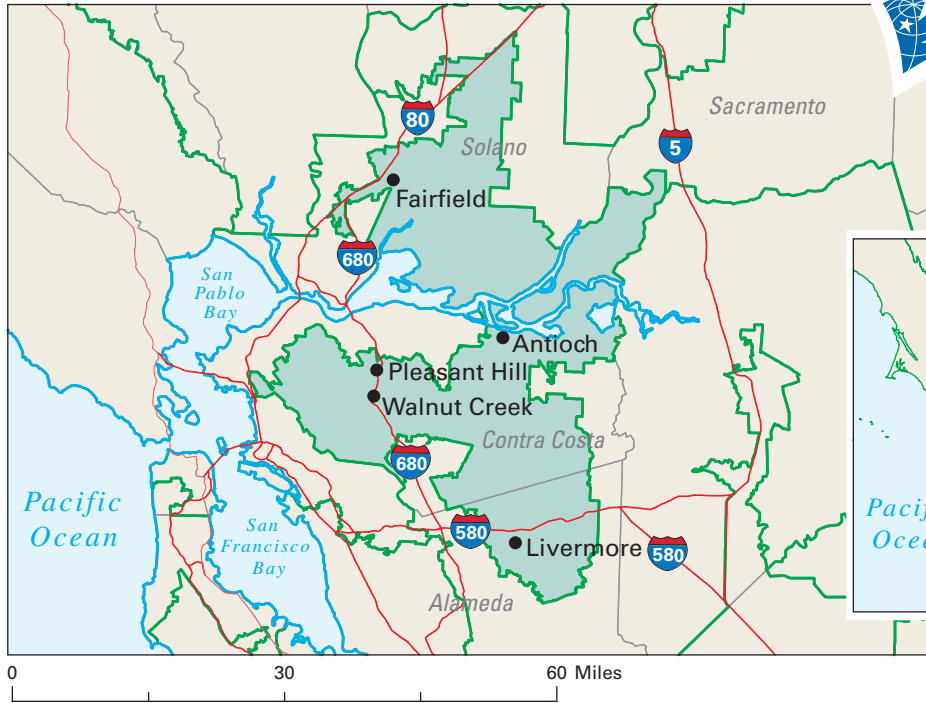 Sacramento
80
5
Solano
Fairfield
680
San
Pablo
Bay
Antioch
Pleasant Hill
Walnut Creek
Contra Costa
680
Pacific
Ocean
San
Francisco
Bay
580
Livermore
580
Alameda
Pacif
Ocea
0 30 60 Miles